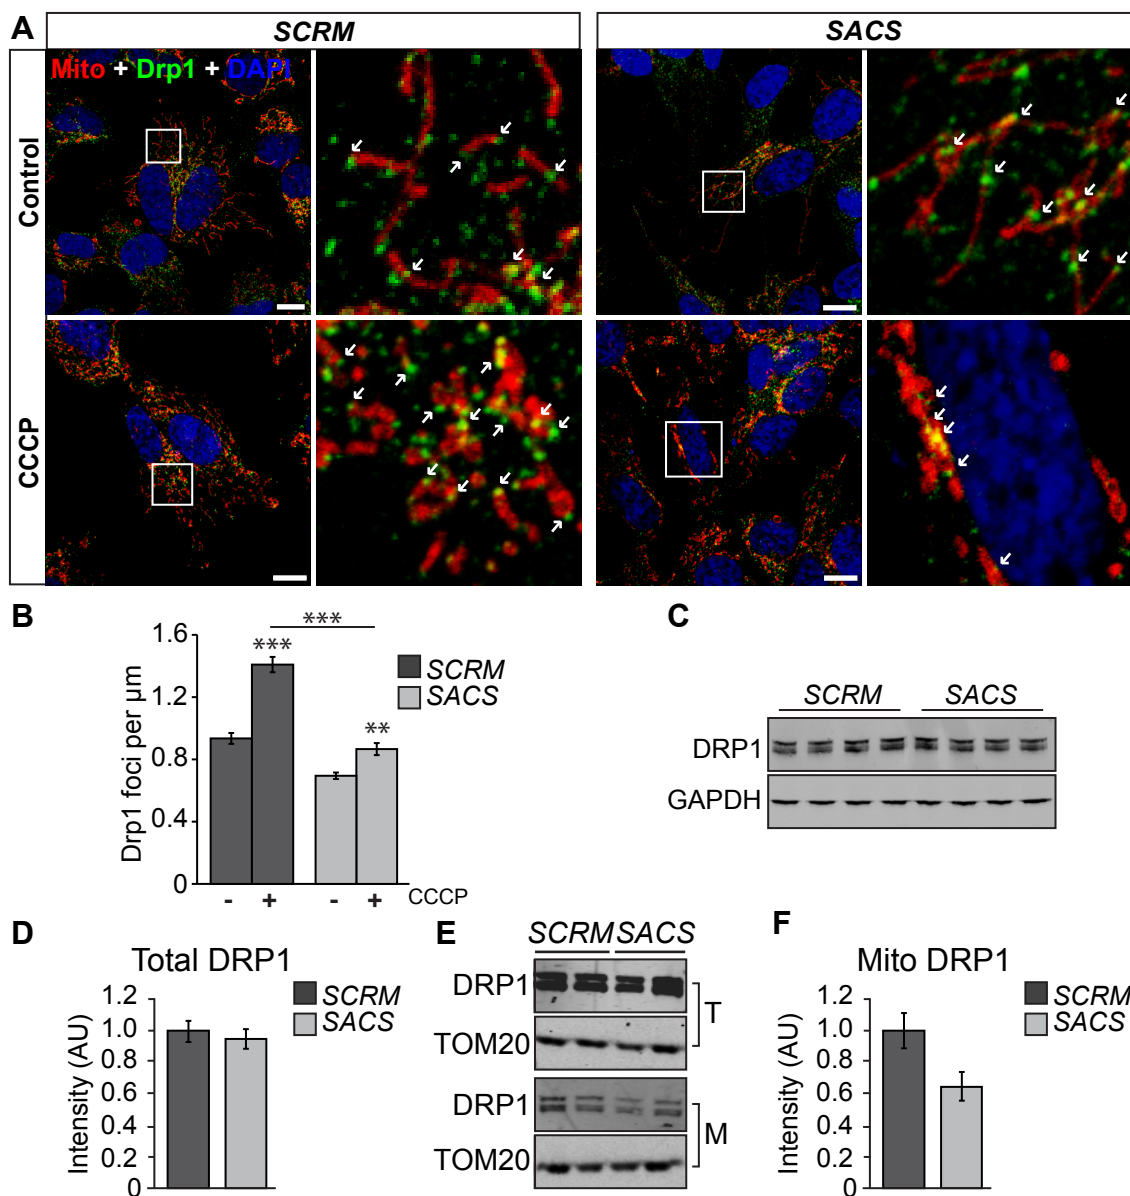 A
SCRM
SACS
Mito + Drp1 + DAPI
Control
CCCP
B
Drp1 foci per µm
1.6
1.2
0.8
0.4
0
***
***
**
SCRM
SACS
- + - + CCCP
C
SCRM SACS
DRP1
GAPDH
D
Total DRP1
Intensity (AU)
1.2
1.0
0.8
0.6
0.4
0.2
0
SCRM
SACS
E
SCRM SACS
DRP1
TOM20
T
DRP1
TOM20
M
F
Mito DRP1
Intensity (AU)
1.2
1.0
0.8
0.6
0.4
0.2
0
SCRM
SACS